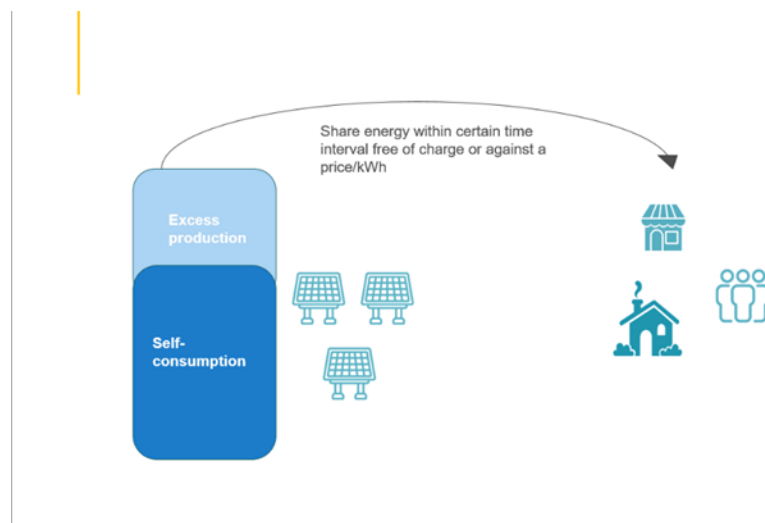 Share energy within certain time
interval free of charge or against a
price/kWh
Excess
production
Self-
consumption